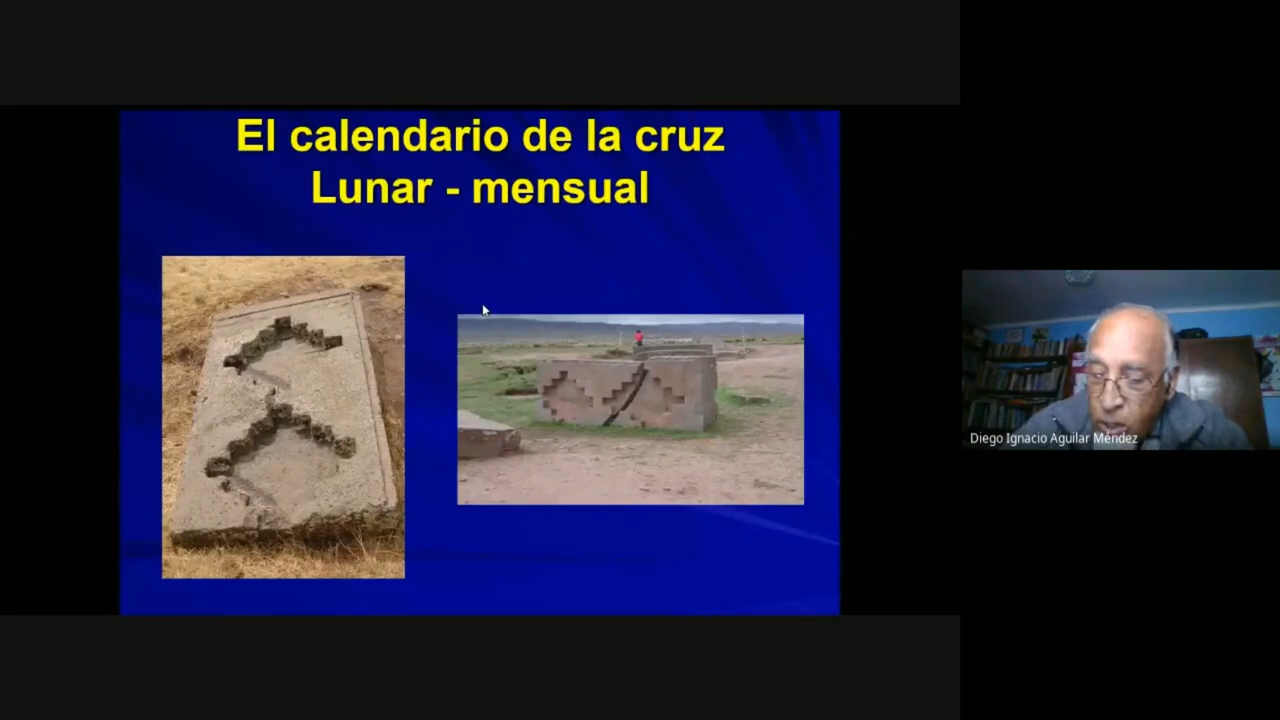 El calendario de la cruz
Lunar - mensual
Diego Ignacio Aguilar Méndez